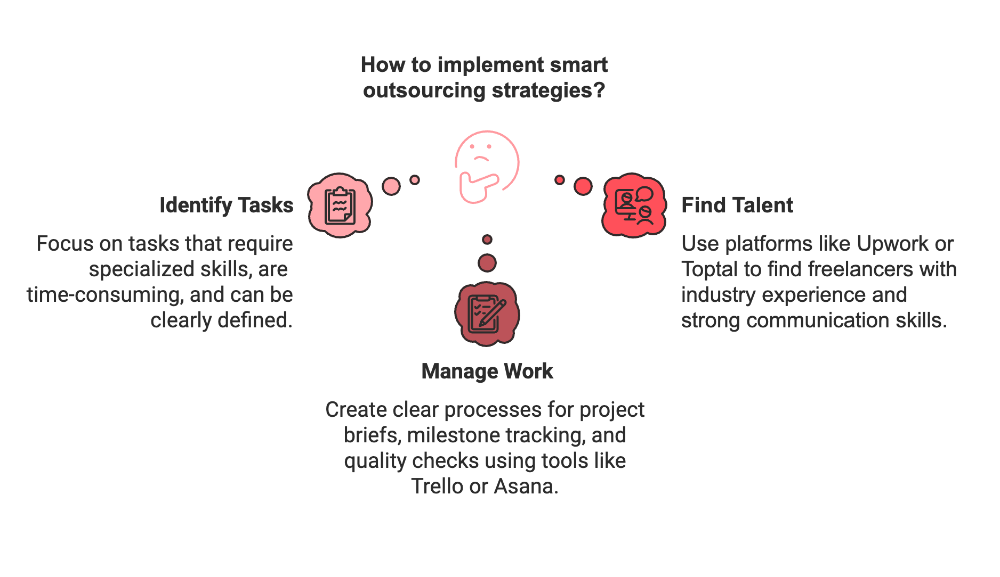 How to implement smart
outsourcing strategies?
Identify Tasks
Focus on tasks that require
specialized skills, are
time-consuming, and can be
clearly defined.
Find Talent
Use platforms like Upwork or
Toptal to find freelancers with
industry experience and
strong communication skills.
Manage Work
Create clear processes for project
briefs, milestone tracking, and
quality checks using tools like
Trello or Asana.